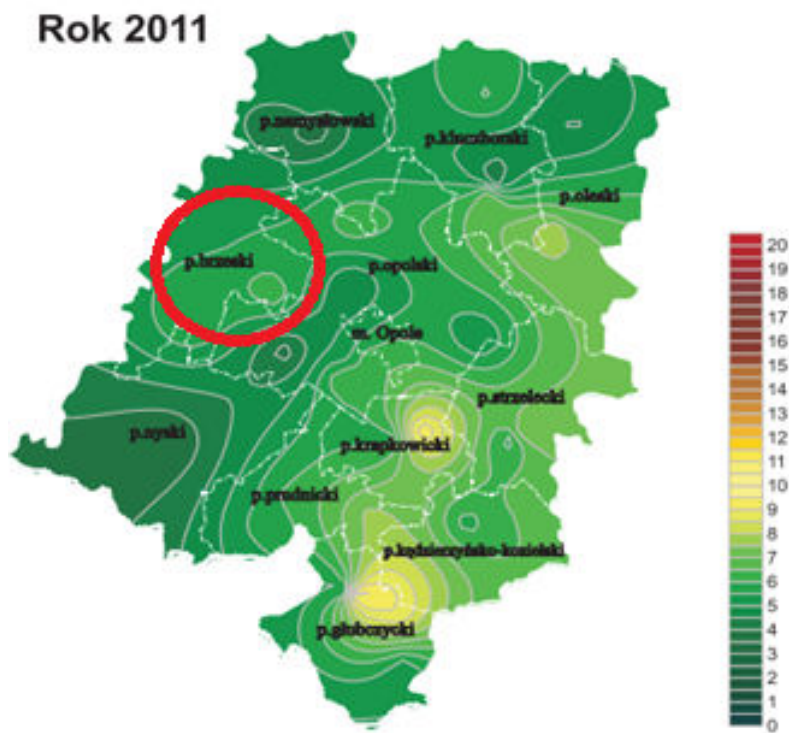 Rok 2011
p.namysłowski
p.kluczborski
p.oleski
p.brzeski
p.opolski
m. Opole
p.strzelecki
p.nyski
p.krapkowicki
p.prudnicki
p.kędzierzyńsko-kozielski
p.głubczycki
20
19
18
17
16
15
14
13
12
11
10
9
8
7
6
5
4
3
2
1
0